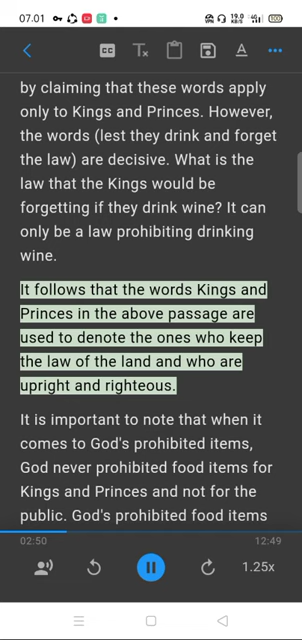 07.01
19.0
KB/S
4G
CC
by claiming that these words apply
only to Kings and Princes. However,
the words (lest they drink and forget
the law) are decisive. What is the
law that the Kings would be
forgetting if they drink wine? It can
only be a law prohibiting drinking
wine.
It follows that the words Kings and
Princes in the above passage are
used to denote the ones who keep
the law of the land and who are
upright and righteous.
It is important to note that when it
comes to God's prohibited items,
God never prohibited food items for
Kings and Princes and not for the
public. God's prohibited food items
02:50
12:49
1.25x